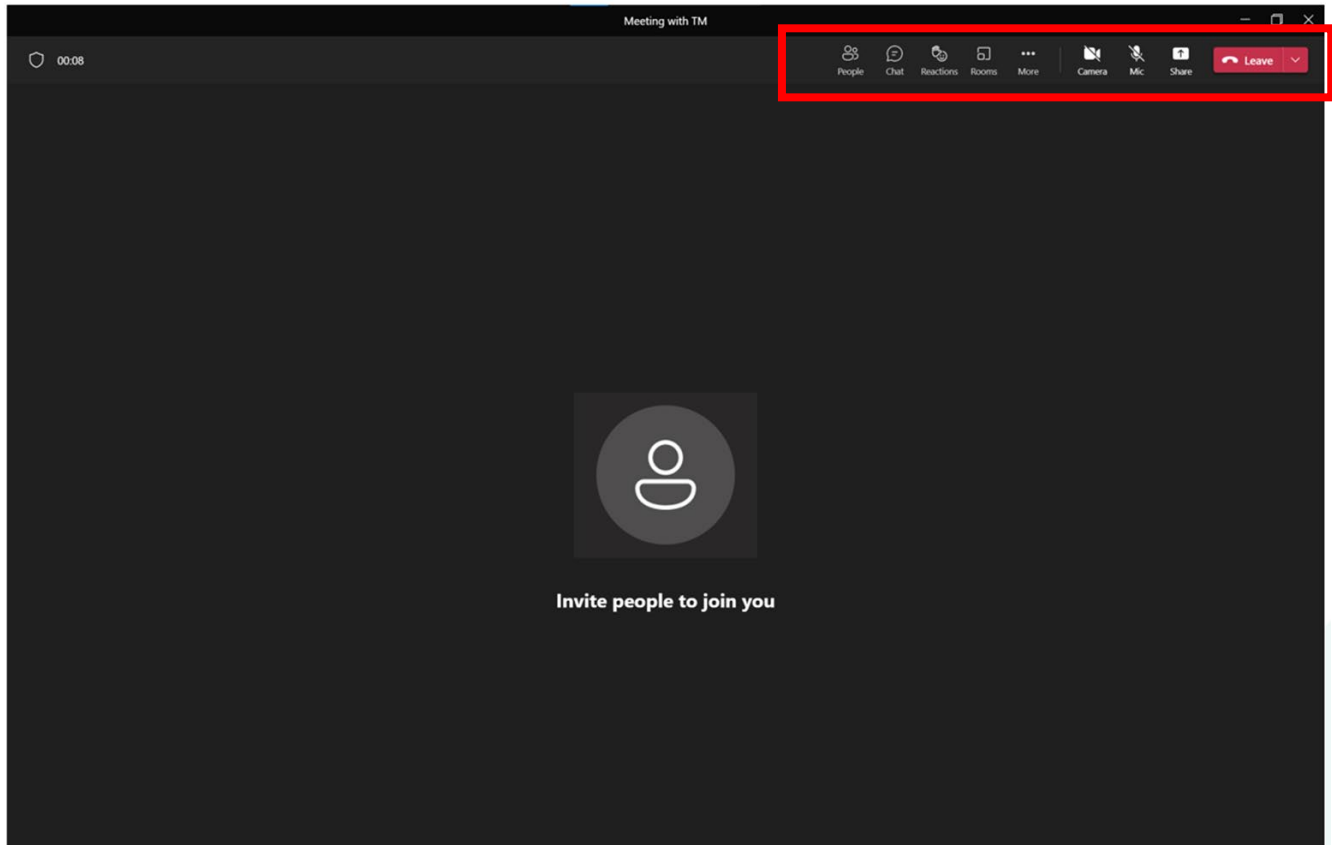 Meeting with TM
00:08
People Chat Reactions Rooms More Camera Mic Share Leave
Invite people to join you